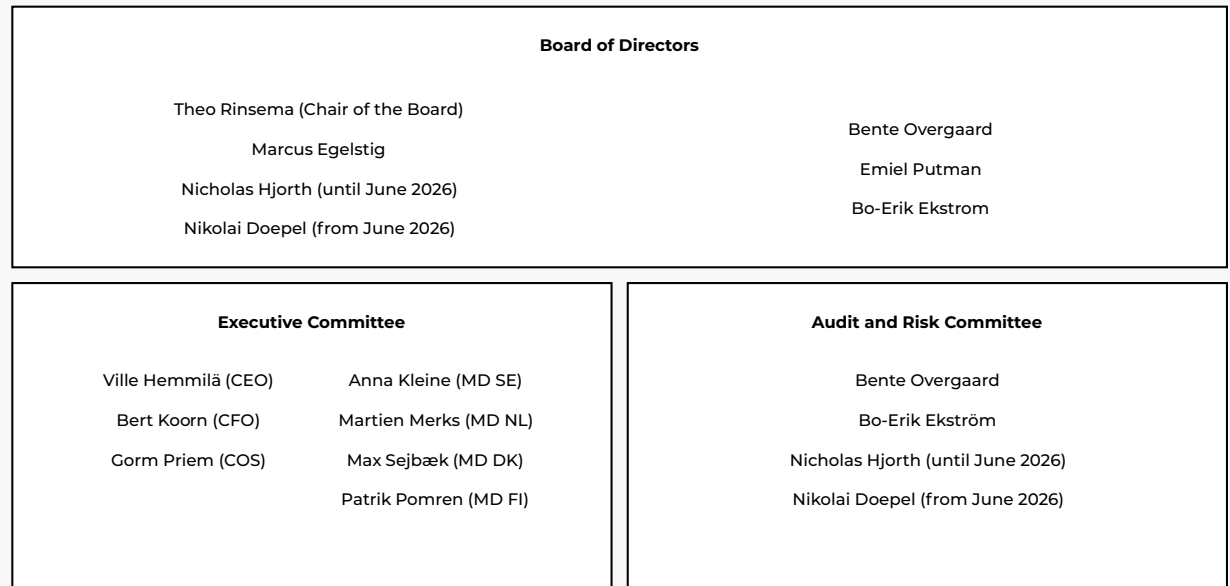 Board of Directors
Theo Rinsema (Chair of the Board)
Marcus Egelstig
Nicholas Hjorth (until June 2026)
Nikolai Doepel (from June 2026)
Bente Overgaard
Emiel Putman
Bo-Erik Ekstrom
Executive Committee
Ville Hemmilä (CEO)
Bert Koorn (CFO)
Gorm Priem (COS)
Anna Kleine (MD SE)
Martien Merks (MD NL)
Max Sejbæk (MD DK)
Patrik Pomren (MD FI)
Audit and Risk Committee
Bente Overgaard
Bo-Erik Ekström
Nicholas Hjorth (until June 2026)
Nikolai Doepel (from June 2026)